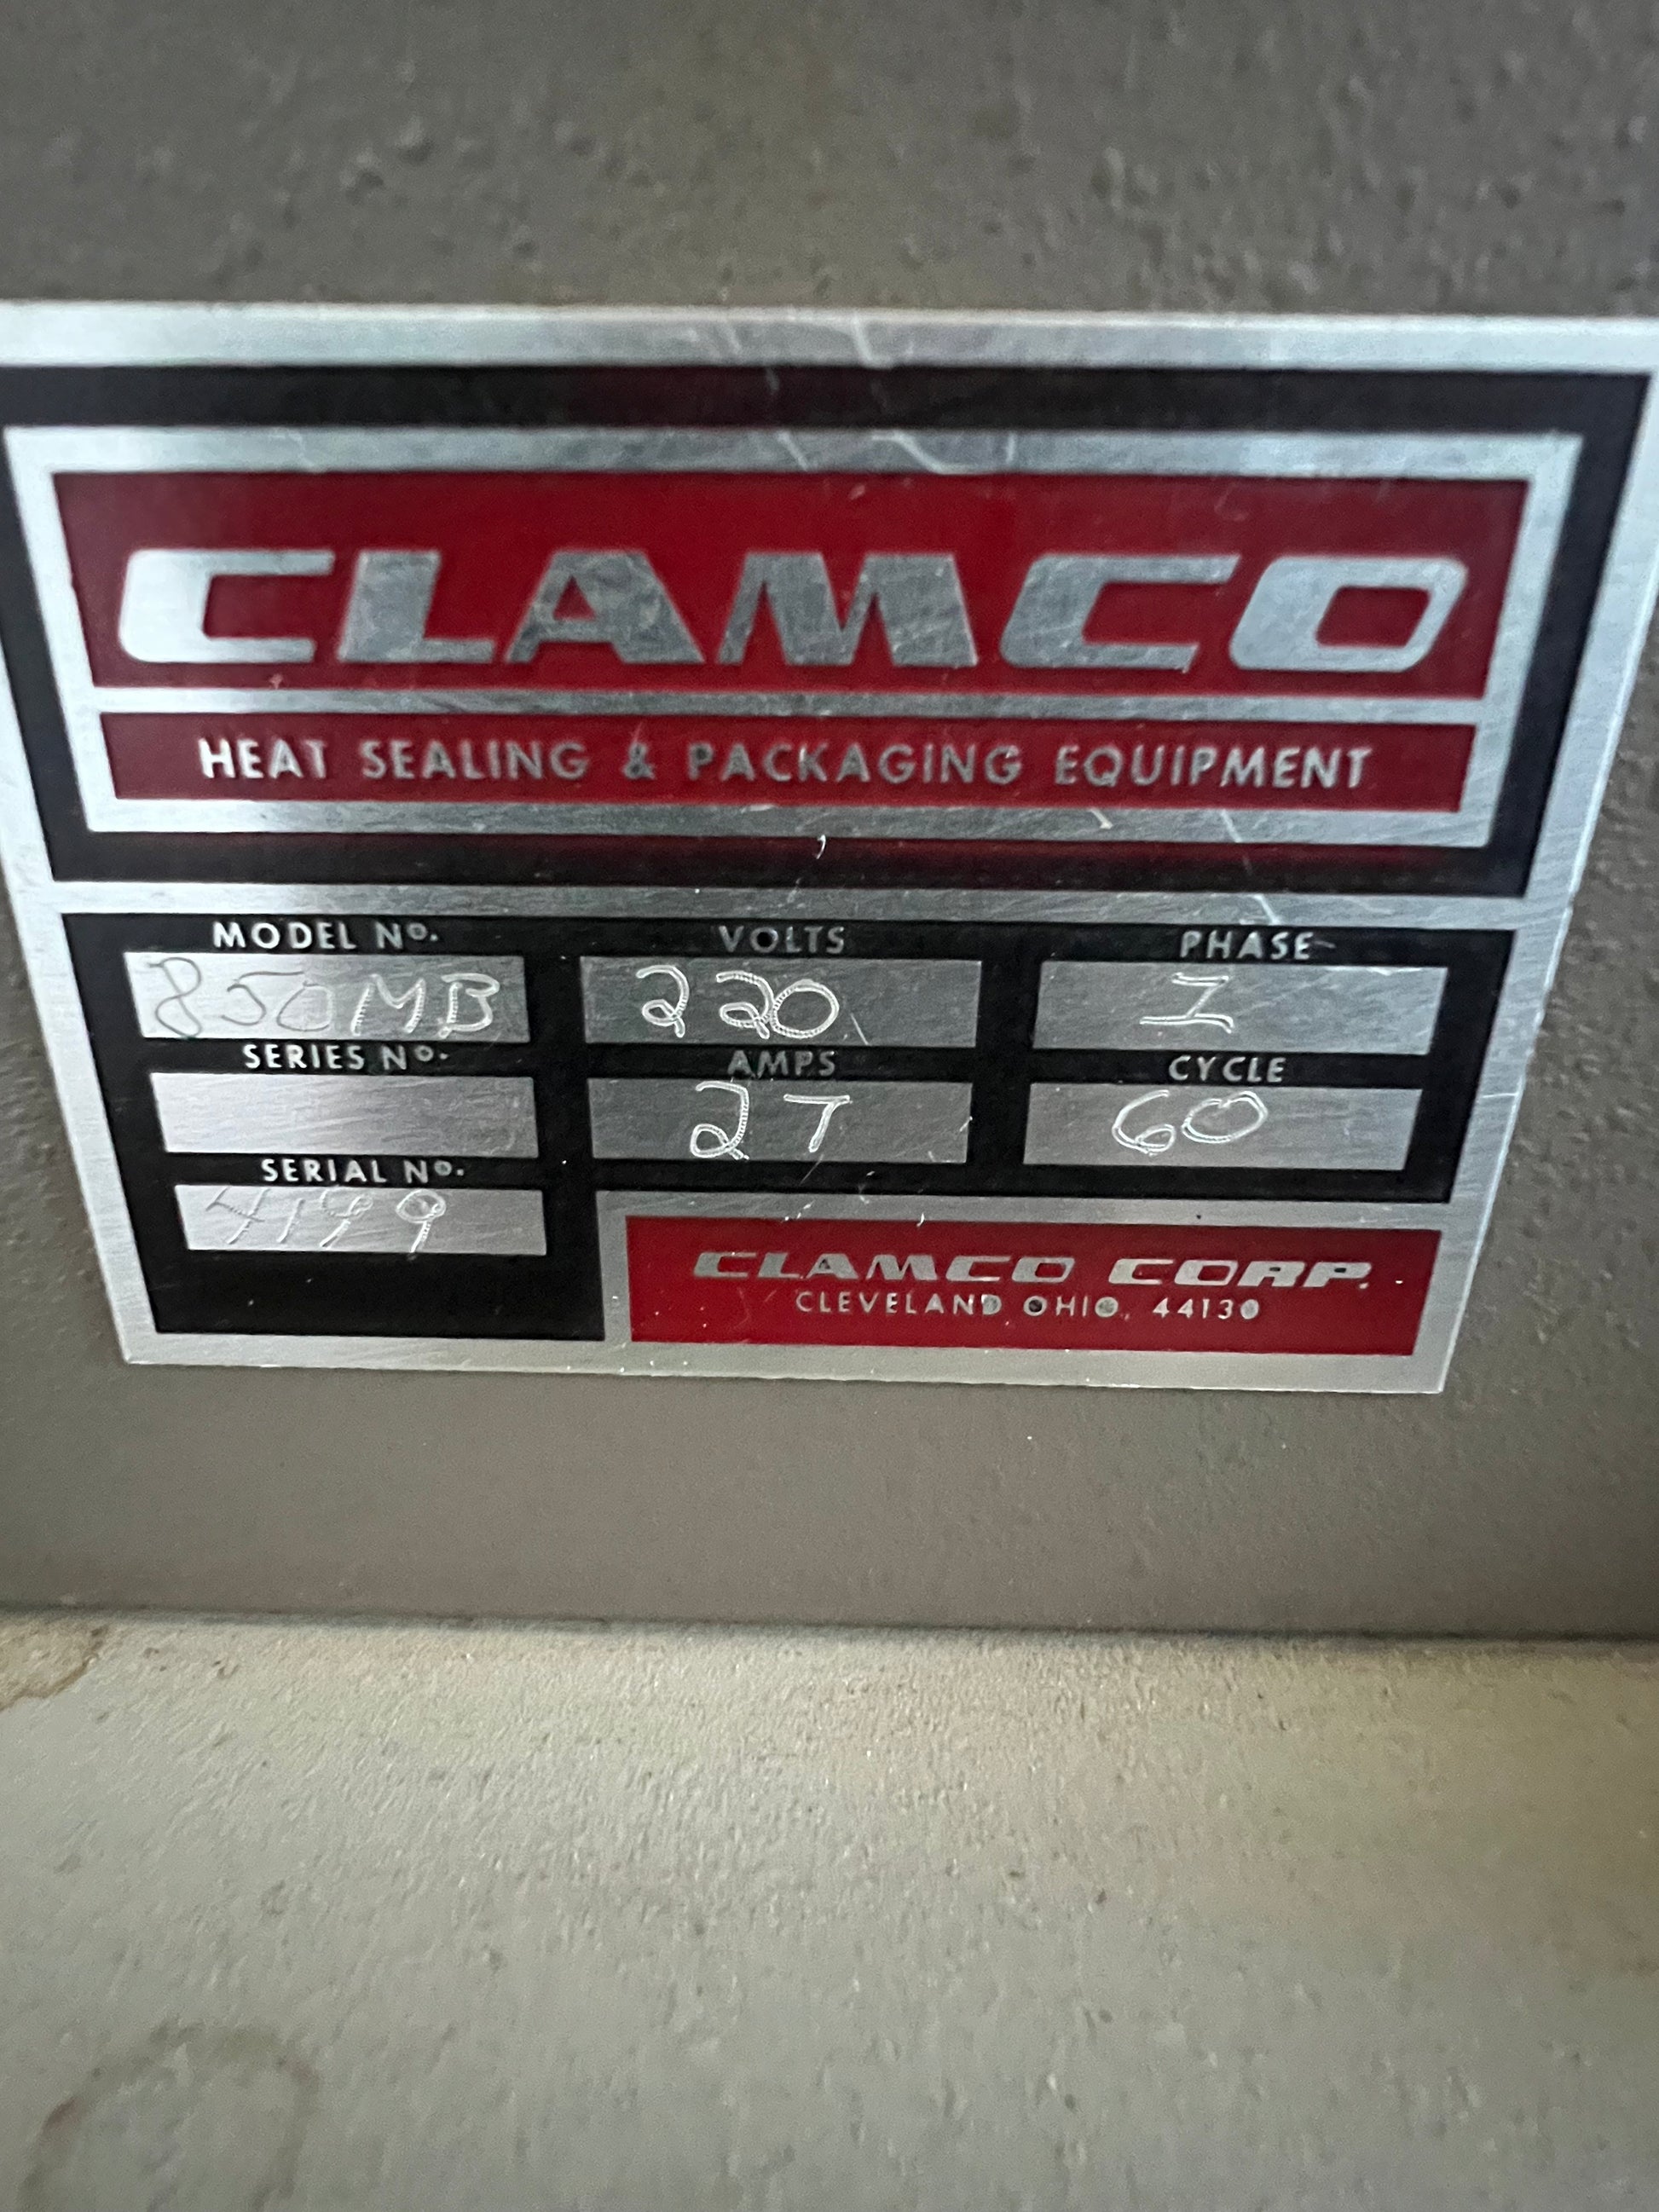 CLAMCO
HEAT SEALING & PACKAGING EQUIPMENT
MODEL No.
850MB
VOLTS
220
PHASE
1
SERIES No.
AMPS
27
CYCLE
60
SERIAL No.
4199
CLAMCO CORP.
CLEVELAND OHIO, 44130